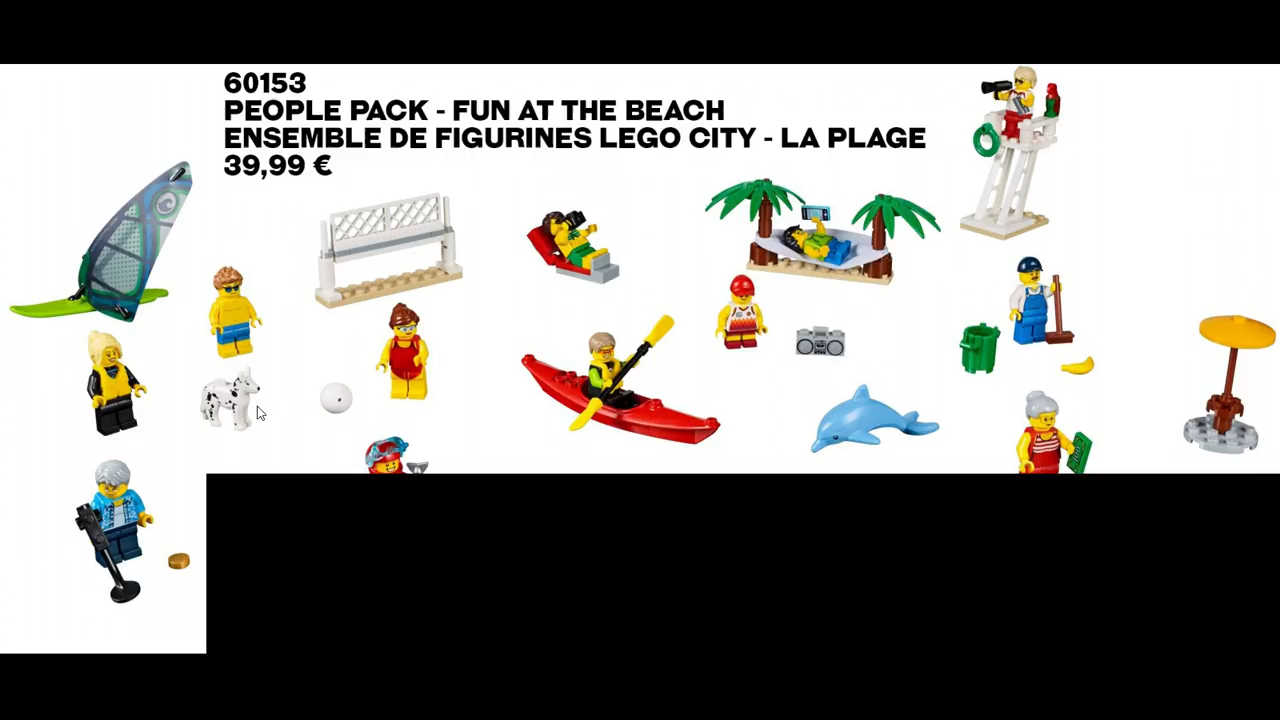 60153
PEOPLE PACK - FUN AT THE BEACH
ENSEMBLE DE FIGURINES LEGO CITY - LA PLAGE
39,99 €